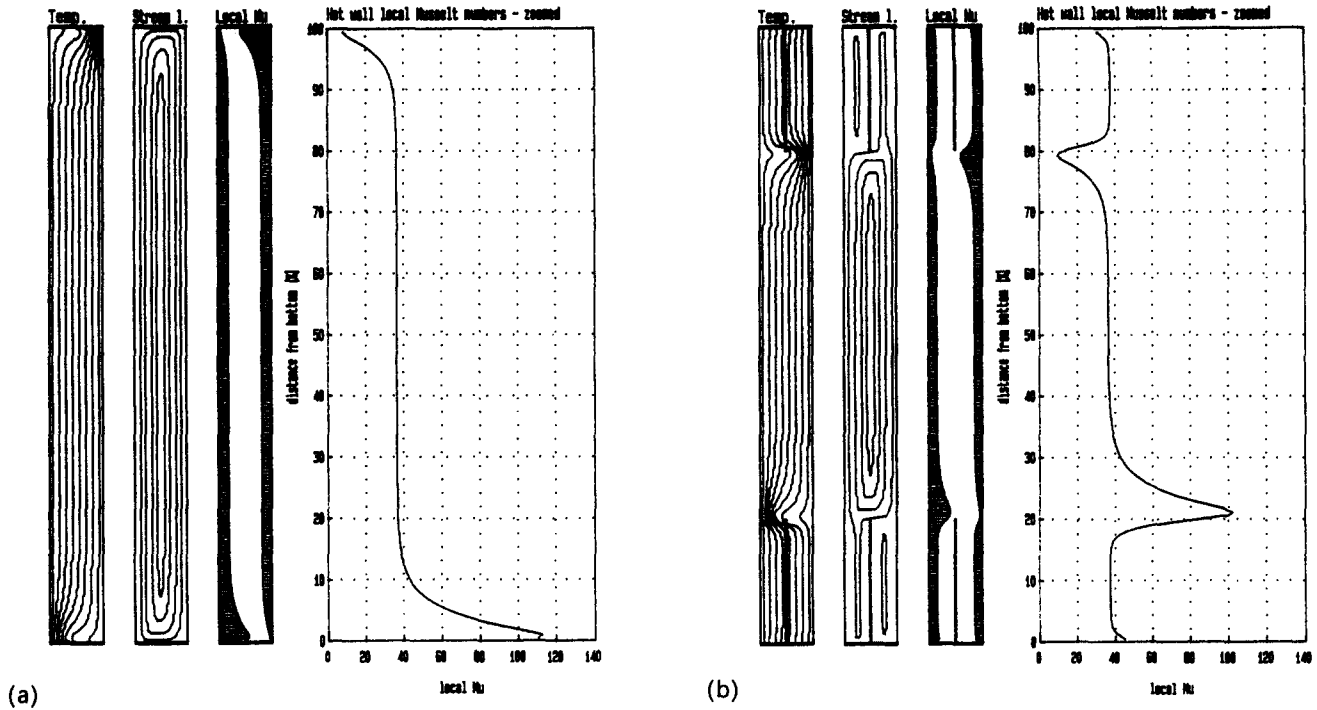 Temp. Stream l. Local Nu Hot wall local Nusselt numbers - zoomed
100
90
80
70
60
50
40
30
20
10
0
distance from bottom [%]
0 20 40 60 80 100 120 140
local Nu
(a)
Temp. Stream l. Local Nu Hot wall local Nusselt numbers - zoomed
100
90
80
70
60
50
40
30
20
10
0
distance from bottom [%]
0 20 40 60 80 100 120 140
local Nu
(b)